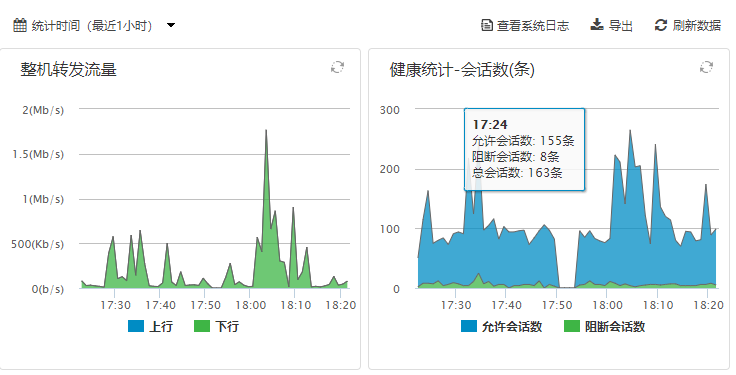 统计时间（最近1小时）
查看系统日志 导出 刷新数据
整机转发流量
2(Mb/s)
1.5(Mb/s)
1(Mb/s)
500(Kb/s)
0(b/s)
17:30 17:40 17:50 18:00 18:10 18:20
上行 下行
健康统计-会话数(条)
300
200
100
0
17:24
允许会话数: 155条
阻断会话数: 8条
总会话数: 163条
17:30 17:40 17:50 18:00 18:10 18:20
允许会话数 阻断会话数